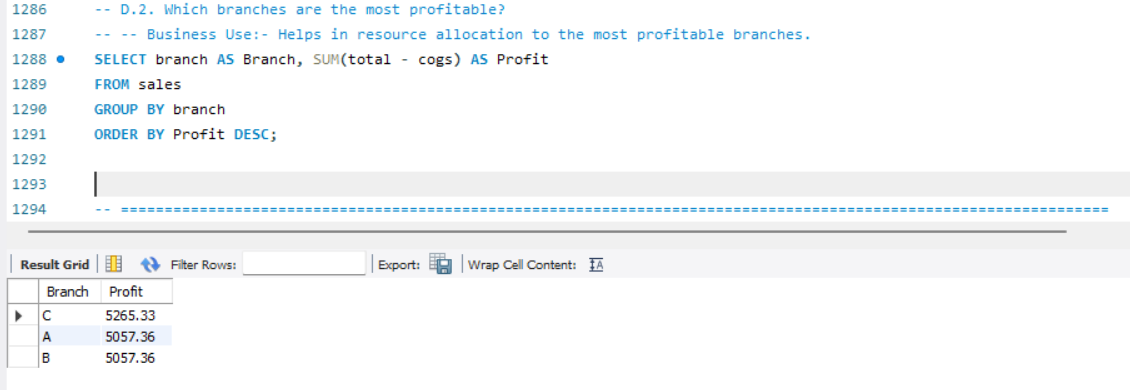 1286 -- D.2. Which branches are the most profitable?
1287 -- -- Business Use:- Helps in resource allocation to the most profitable branches.
1288 SELECT branch AS Branch, SUM(total - cogs) AS Profit
1289 FROM sales
1290 GROUP BY branch
1291 ORDER BY Profit DESC;
1292
1293
1294 -- ==================================================================================================================
Result Grid Filter Rows: Export: Wrap Cell Content: IA
Branch Profit
C 5265.33
A 5057.36
B 5057.36